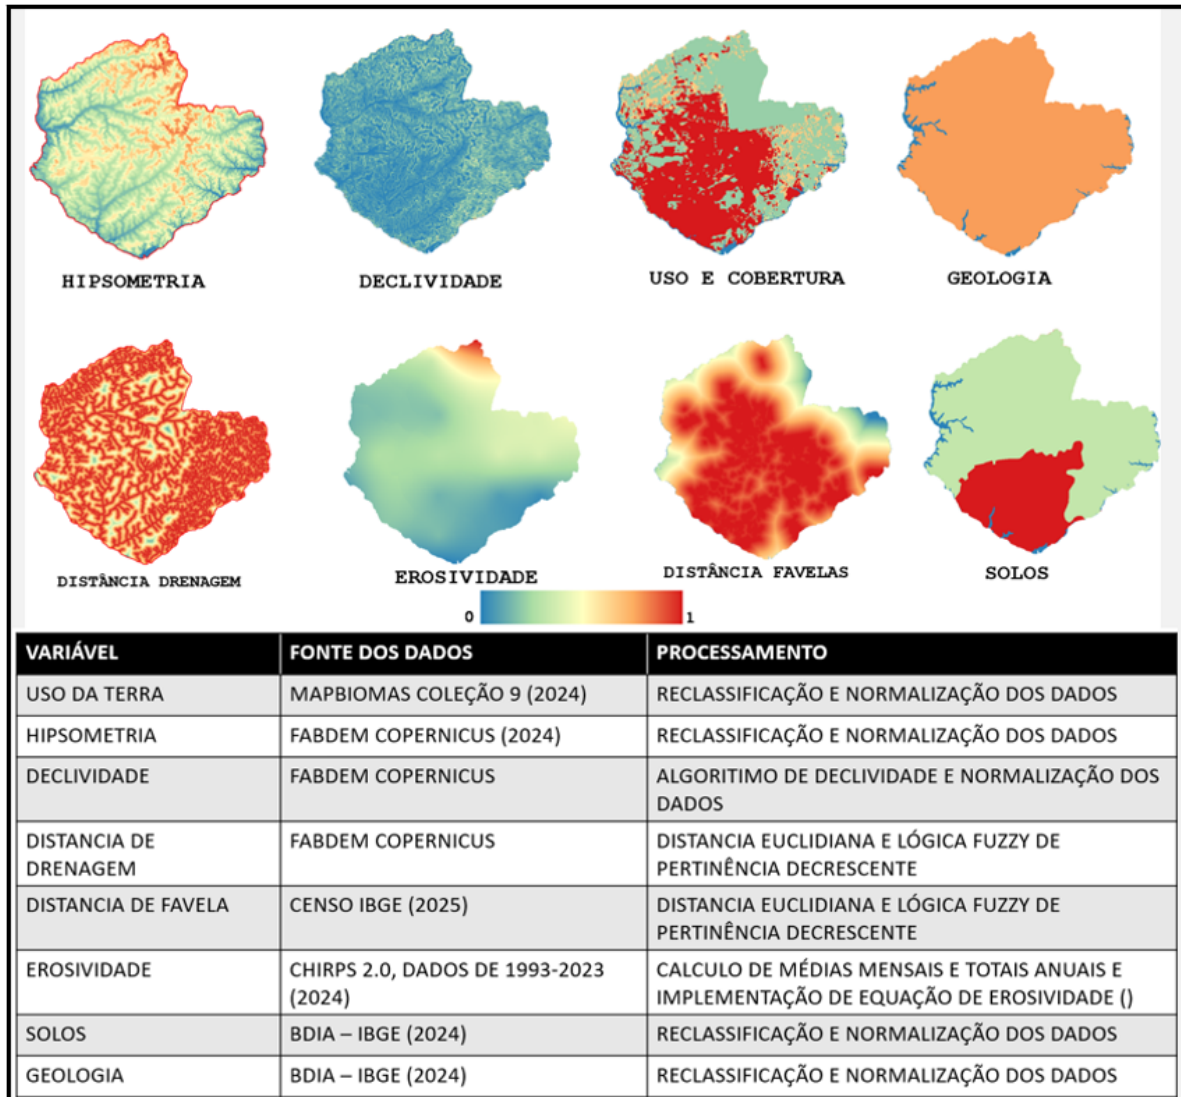 HIPSOMETRIA
DECLIVIDADE
USO E COBERTURA
GEOLOGIA
DISTÂNCIA DRENAGEM
EROSIVIDADE
DISTÂNCIA FAVELAS
SOLOS
0
1
VARIÁVEL FONTE DOS DADOS PROCESSAMENTO
USO DA TERRA MAPBIOMAS COLEÇÃO 9 (2024) RECLASSIFICAÇÃO E NORMALIZAÇÃO DOS DADOS
HIPSOMETRIA FABDEM COPERNICUS (2024) RECLASSIFICAÇÃO E NORMALIZAÇÃO DOS DADOS
DECLIVIDADE FABDEM COPERNICUS ALGORITIMO DE DECLIVIDADE E NORMALIZAÇÃO DOS
DADOS
DISTANCIA DE
DRENAGEM
FABDEM COPERNICUS
DISTANCIA EUCLIDIANA E LÓGICA FUZZY DE
PERTINÊNCIA DECRESCENTE
DISTANCIA DE FAVELA CENSO IBGE (2025) DISTANCIA EUCLIDIANA E LÓGICA FUZZY DE
PERTINÊNCIA DECRESCENTE
EROSIVIDADE
CHIRPS 2.0, DADOS DE 1993-2023
(2024)
CALCULO DE MÉDIAS MENSAIS E TOTAIS ANUAIS E
IMPLEMENTAÇÃO DE EQUAÇÃO DE EROSIVIDADE ()
SOLOS BDIA – IBGE (2024) RECLASSIFICAÇÃO E NORMALIZAÇÃO DOS DADOS
GEOLOGIA BDIA – IBGE (2024) RECLASSIFICAÇÃO E NORMALIZAÇÃO DOS DADOS